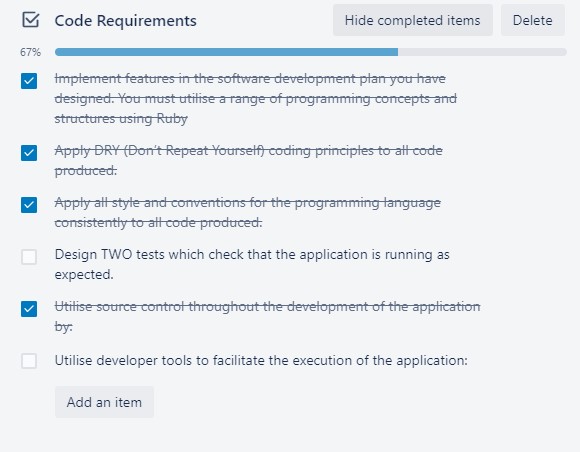 Code Requirements
Hide completed items
Delete
67%
Implement features in the software development plan you have
designed. You must utilise a range of programming concepts and
structures using Ruby
Apply DRY (Don't Repeat Yourself) coding principles to all code
produced.
Apply all style and conventions for the programming language
consistently to all code produced.
Design TWO tests which check that the application is running as
expected.
Utilise source control throughout the development of the application
by:
Utilise developer tools to facilitate the execution of the application:
Add an item